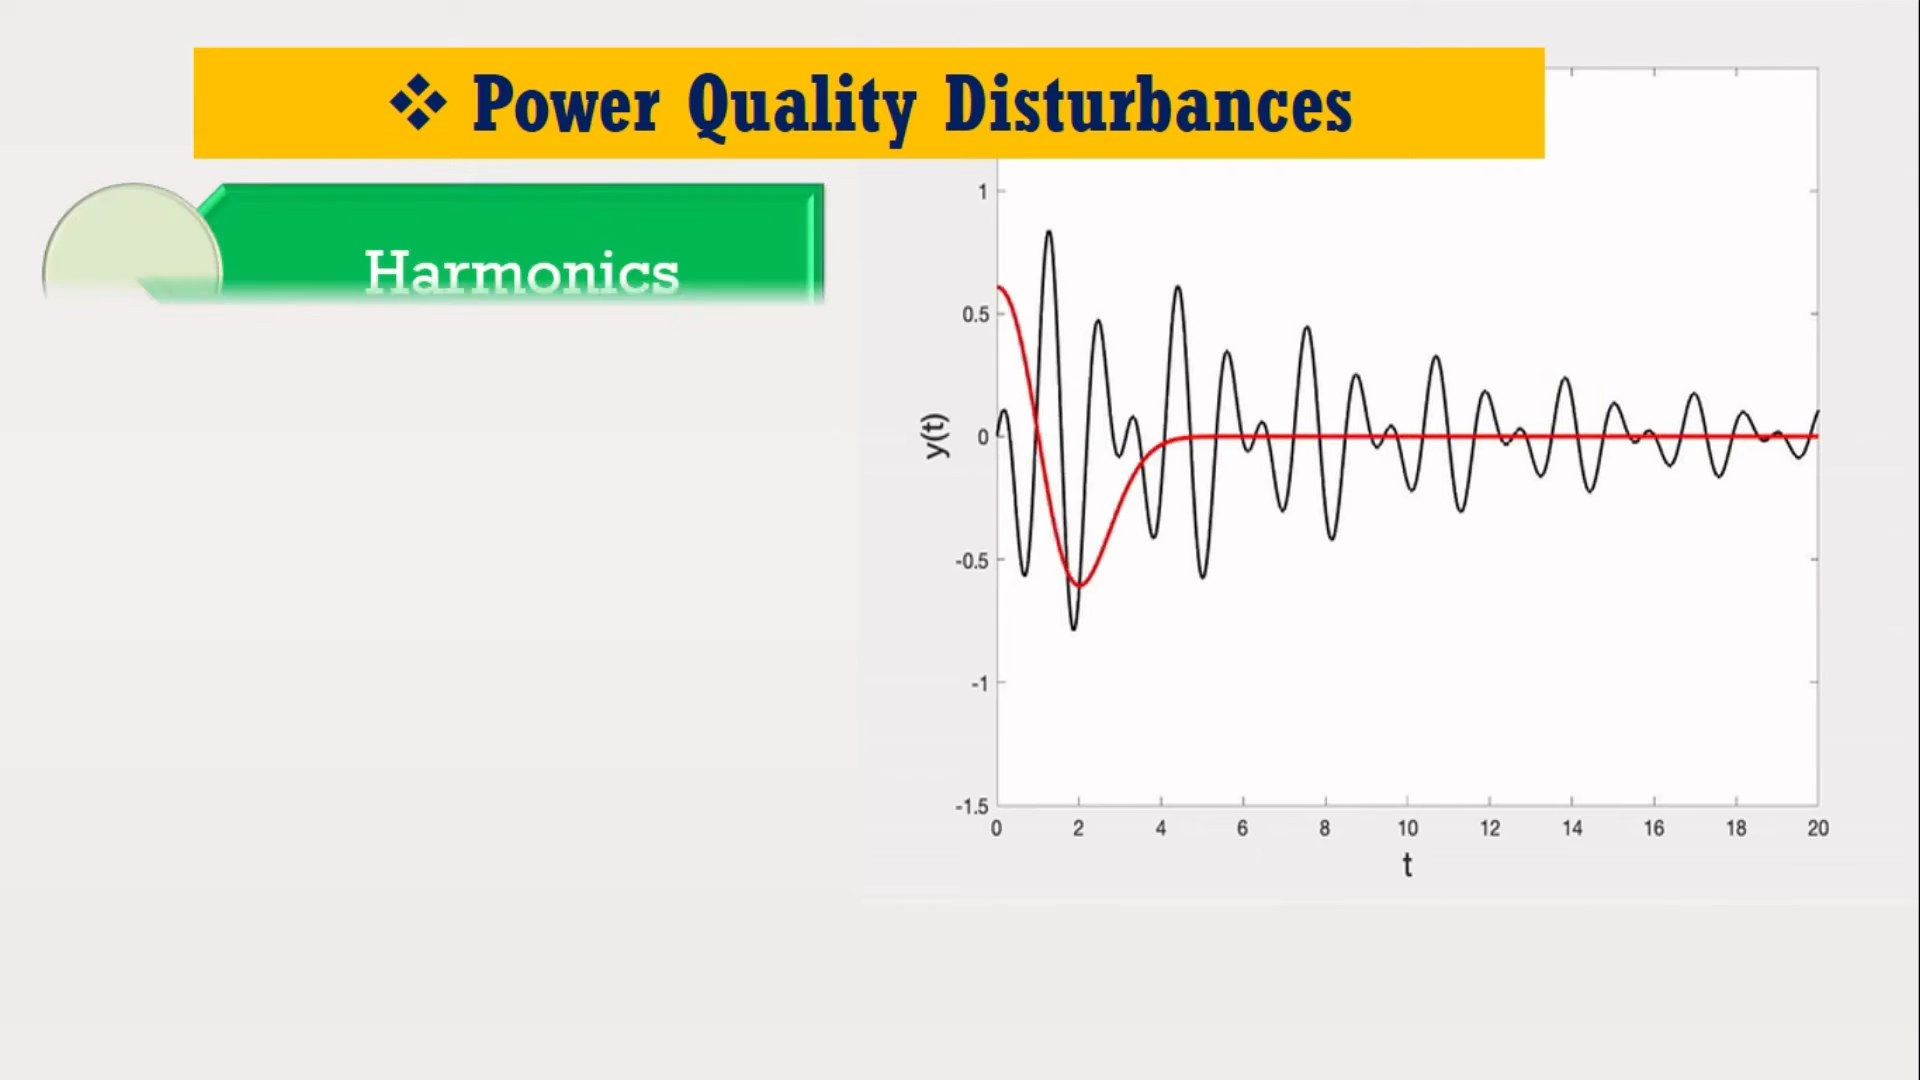 ❖ Power Quality Disturbances
Harmonics
1
0.5
0
-0.5
-1
-1.5
y(t)
0 2 4 6 8 10 12 14 16 18 20
t